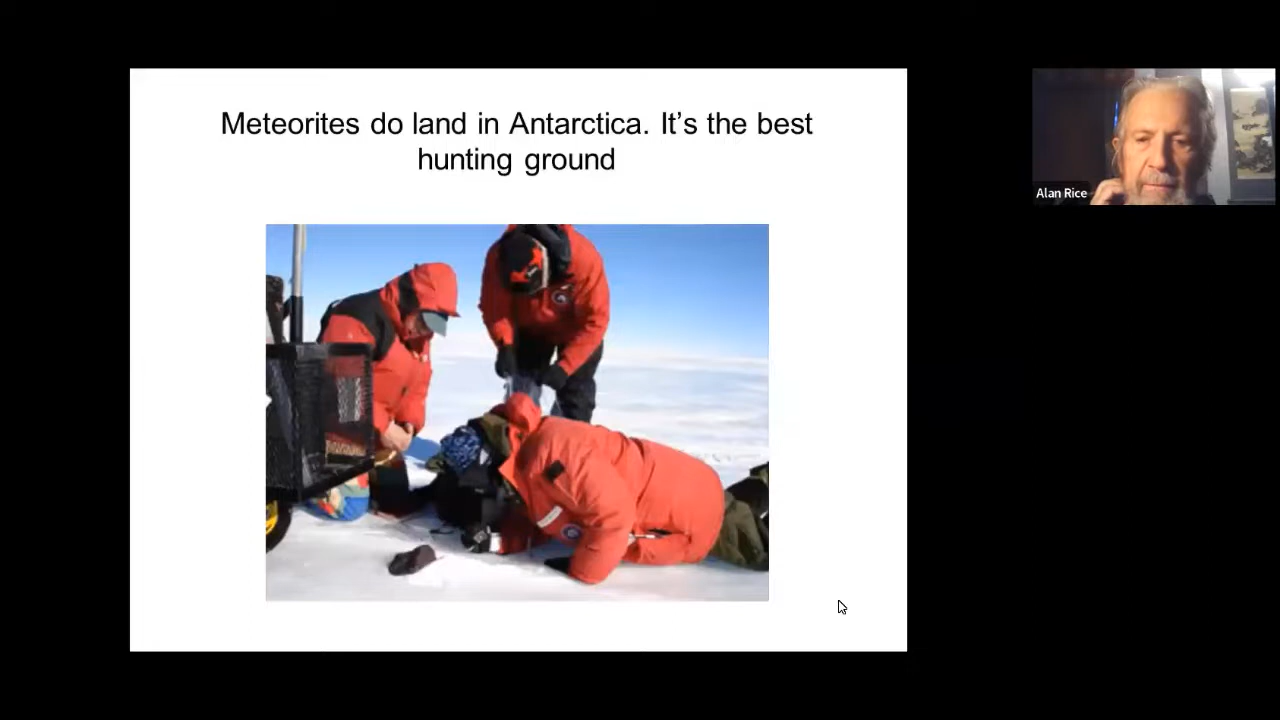 Meteorites do land in Antarctica. It’s the best
hunting ground
Alan Rice